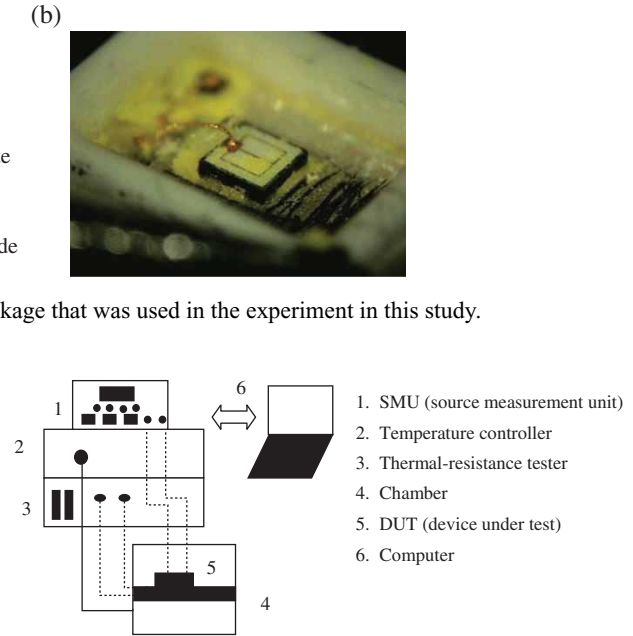 (b)
de
kage that was used in the experiment in this study.
1
2
3
4
5
6
1. SMU (source measurement unit)
2. Temperature controller
3. Thermal-resistance tester
4. Chamber
5. DUT (device under test)
6. Computer